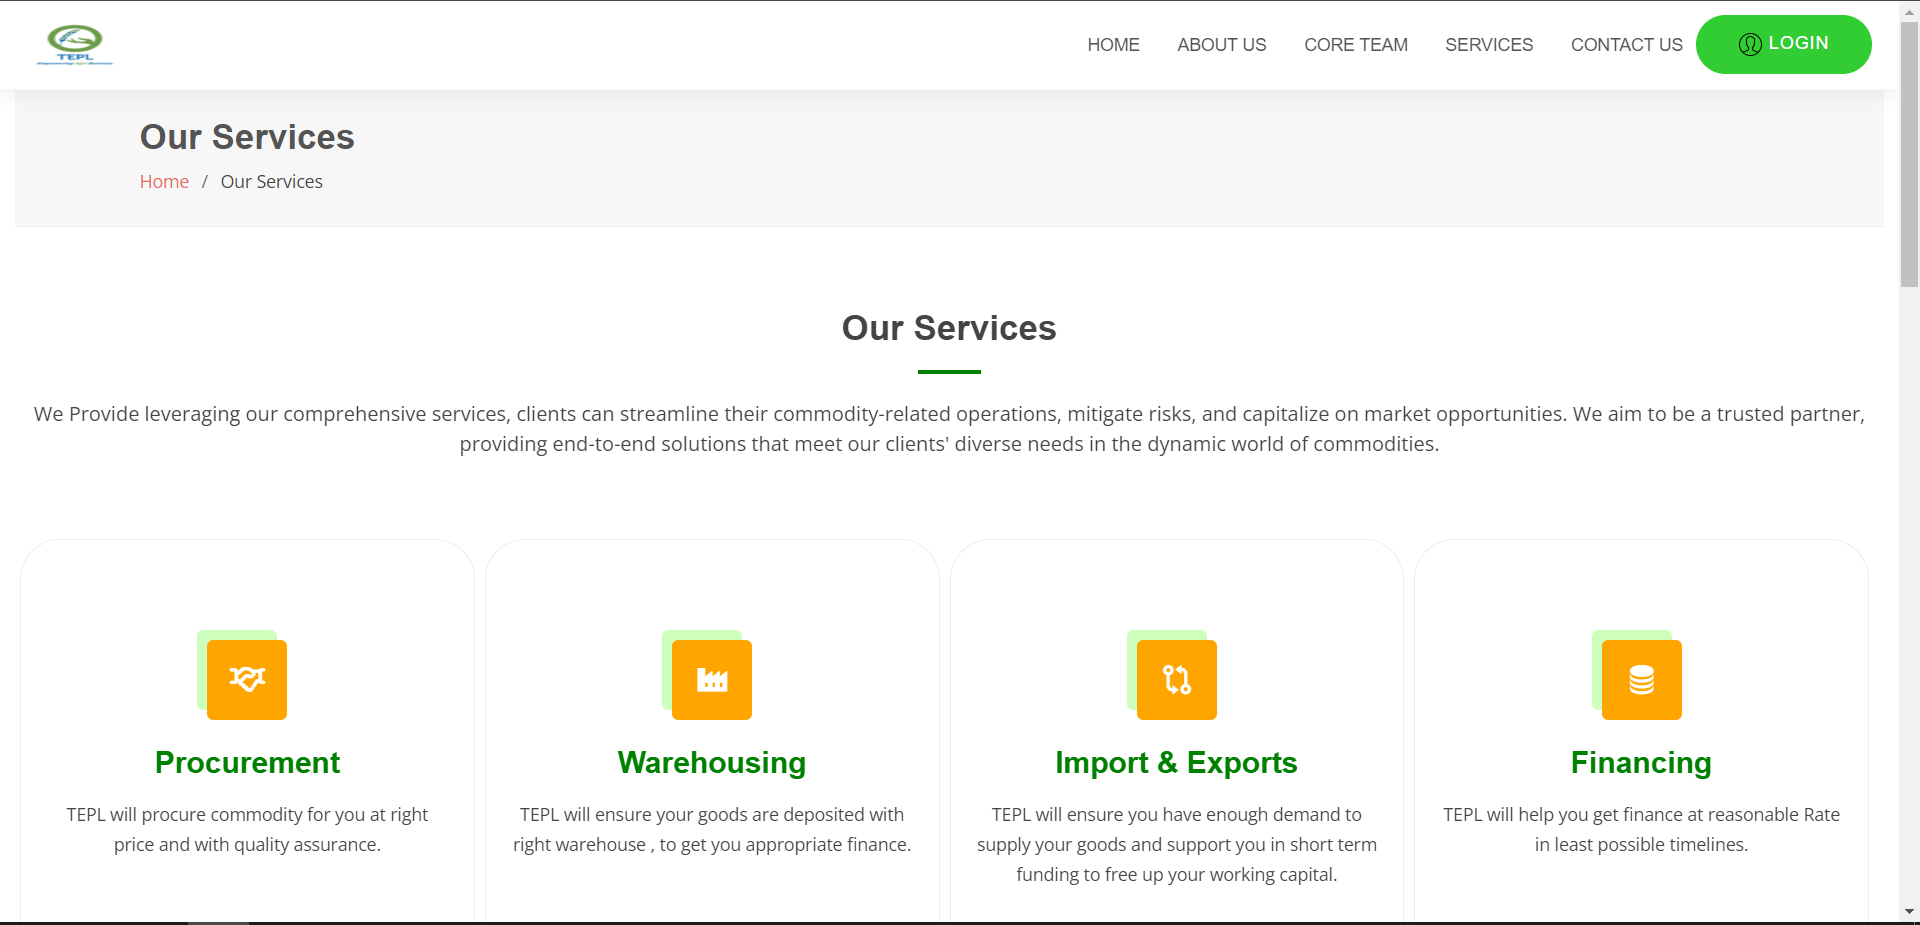 TEPL
HOME ABOUT US CORE TEAM SERVICES CONTACT US LOGIN
Our Services
Home / Our Services
Our Services
We Provide leveraging our comprehensive services, clients can streamline their commodity-related operations, mitigate risks, and capitalize on market opportunities. We aim to be a trusted partner,
providing end-to-end solutions that meet our clients' diverse needs in the dynamic world of commodities.
Procurement
TEPL will procure commodity for you at right
price and with quality assurance.
Warehousing
TEPL will ensure your goods are deposited with
right warehouse , to get you appropriate finance.
Import & Exports
TEPL will ensure you have enough demand to
supply your goods and support you in short term
funding to free up your working capital.
Financing
TEPL will help you get finance at reasonable Rate
in least possible timelines.